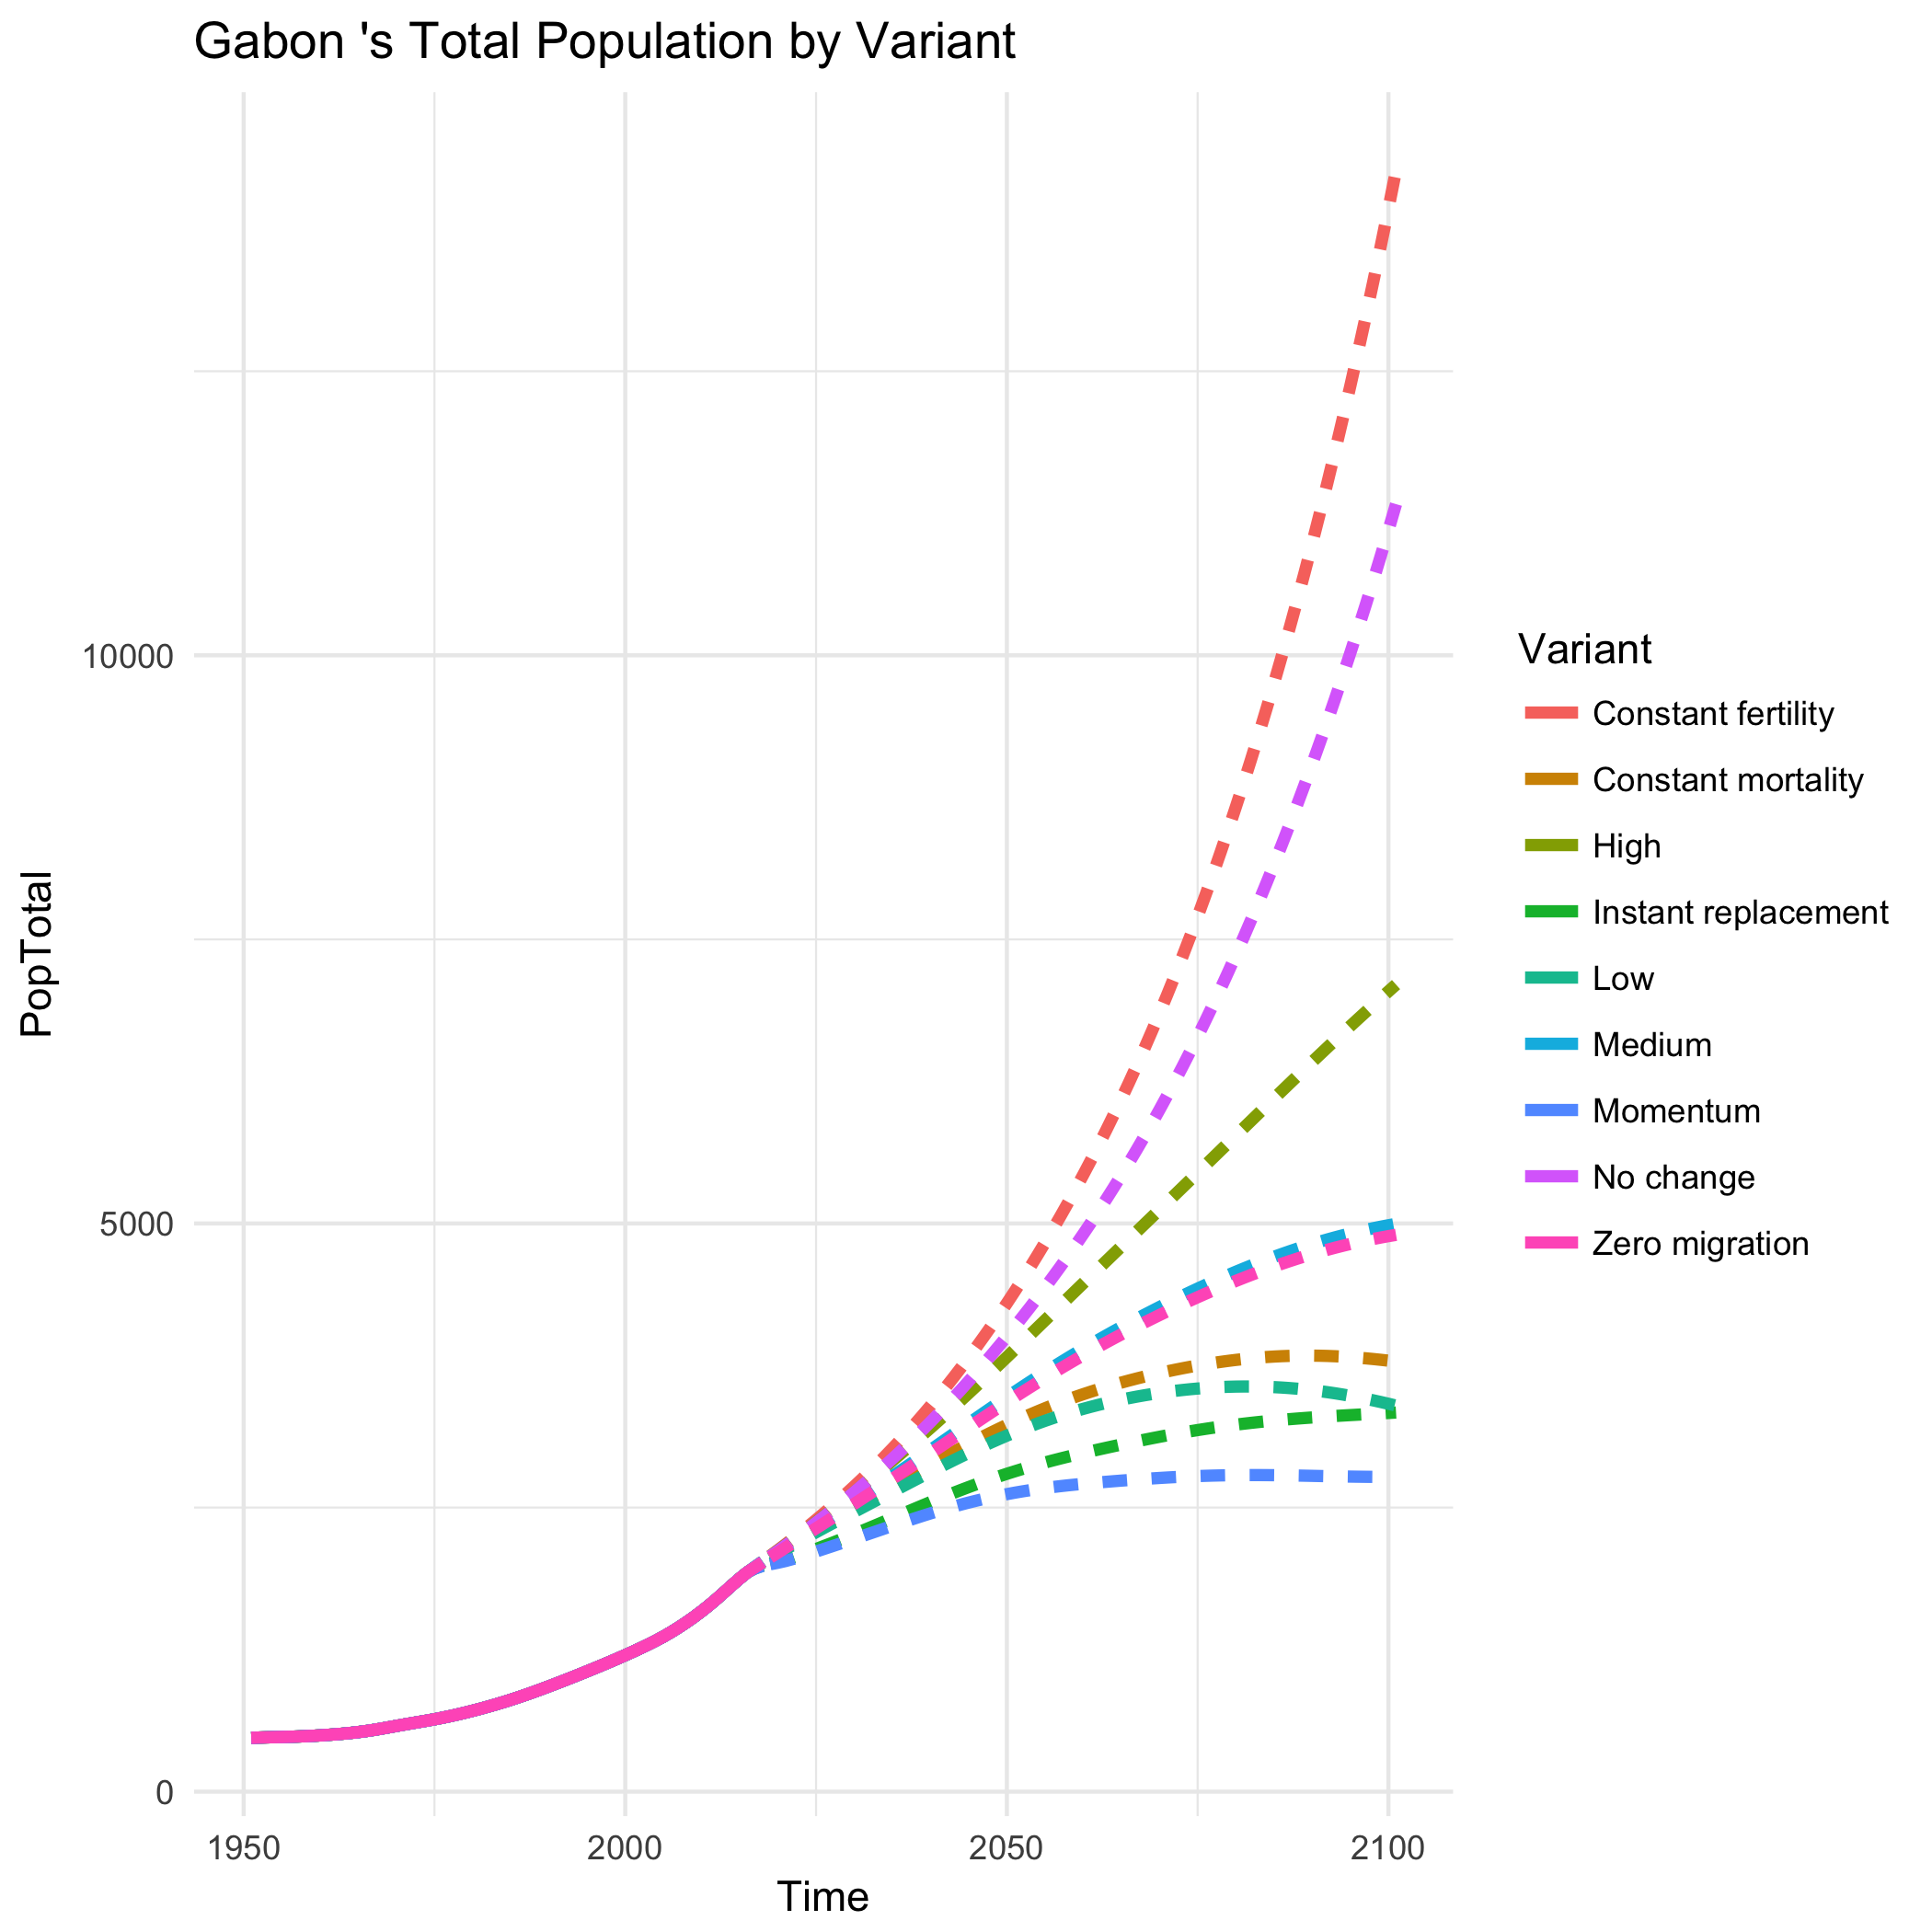 Gabon 's Total Population by Variant
PopTotal
10000
5000
0
1950
2000
2050
2100
Time
Variant
Constant fertility
Constant mortality
High
Instant replacement
Low
Medium
Momentum
No change
Zero migration